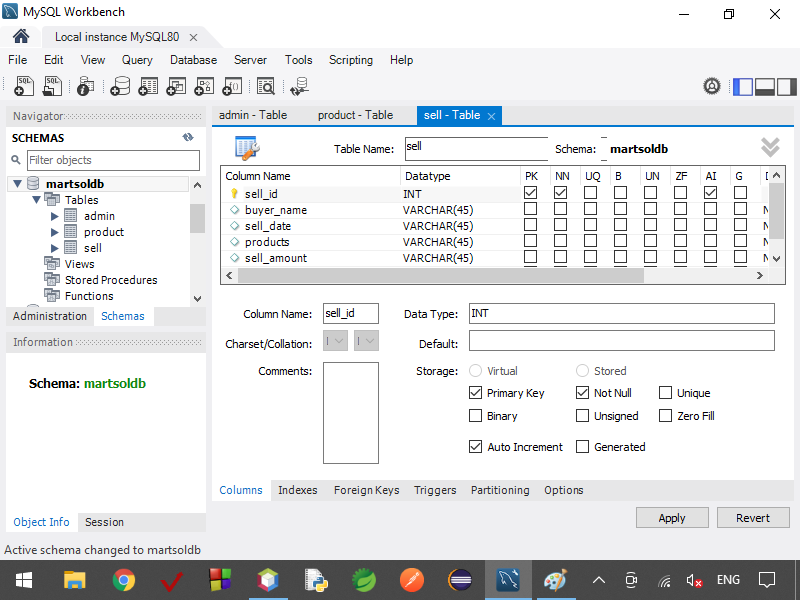 MySQL Workbench
Local instance MySQL80
File Edit View Query Database Server Tools Scripting Help
SQL SQL
Navigator
SCHEMAS
Filter objects
martsoldb
Tables
admin
product
sell
Views
Stored Procedures
Functions
Administration Schemas
Information
Schema: martsoldb
Object Info Session
admin - Table product - Table sell - Table
Table Name: sell Schema: martsoldb
Column Name Datatype PK NN UQ B UN ZF AI G
sell_id INT
buyer_name VARCHAR(45)
sell_date VARCHAR(45)
products VARCHAR(45)
sell_amount VARCHAR(45)
Column Name: sell_id Data Type: INT
Charset/Collation: Default:
Comments: Storage: Virtual Stored
Primary Key Not Null Unique
Binary Unsigned Zero Fill
Auto Increment Generated
Columns Indexes Foreign Keys Triggers Partitioning Options
Apply Revert
Active schema changed to martsoldb
ENG